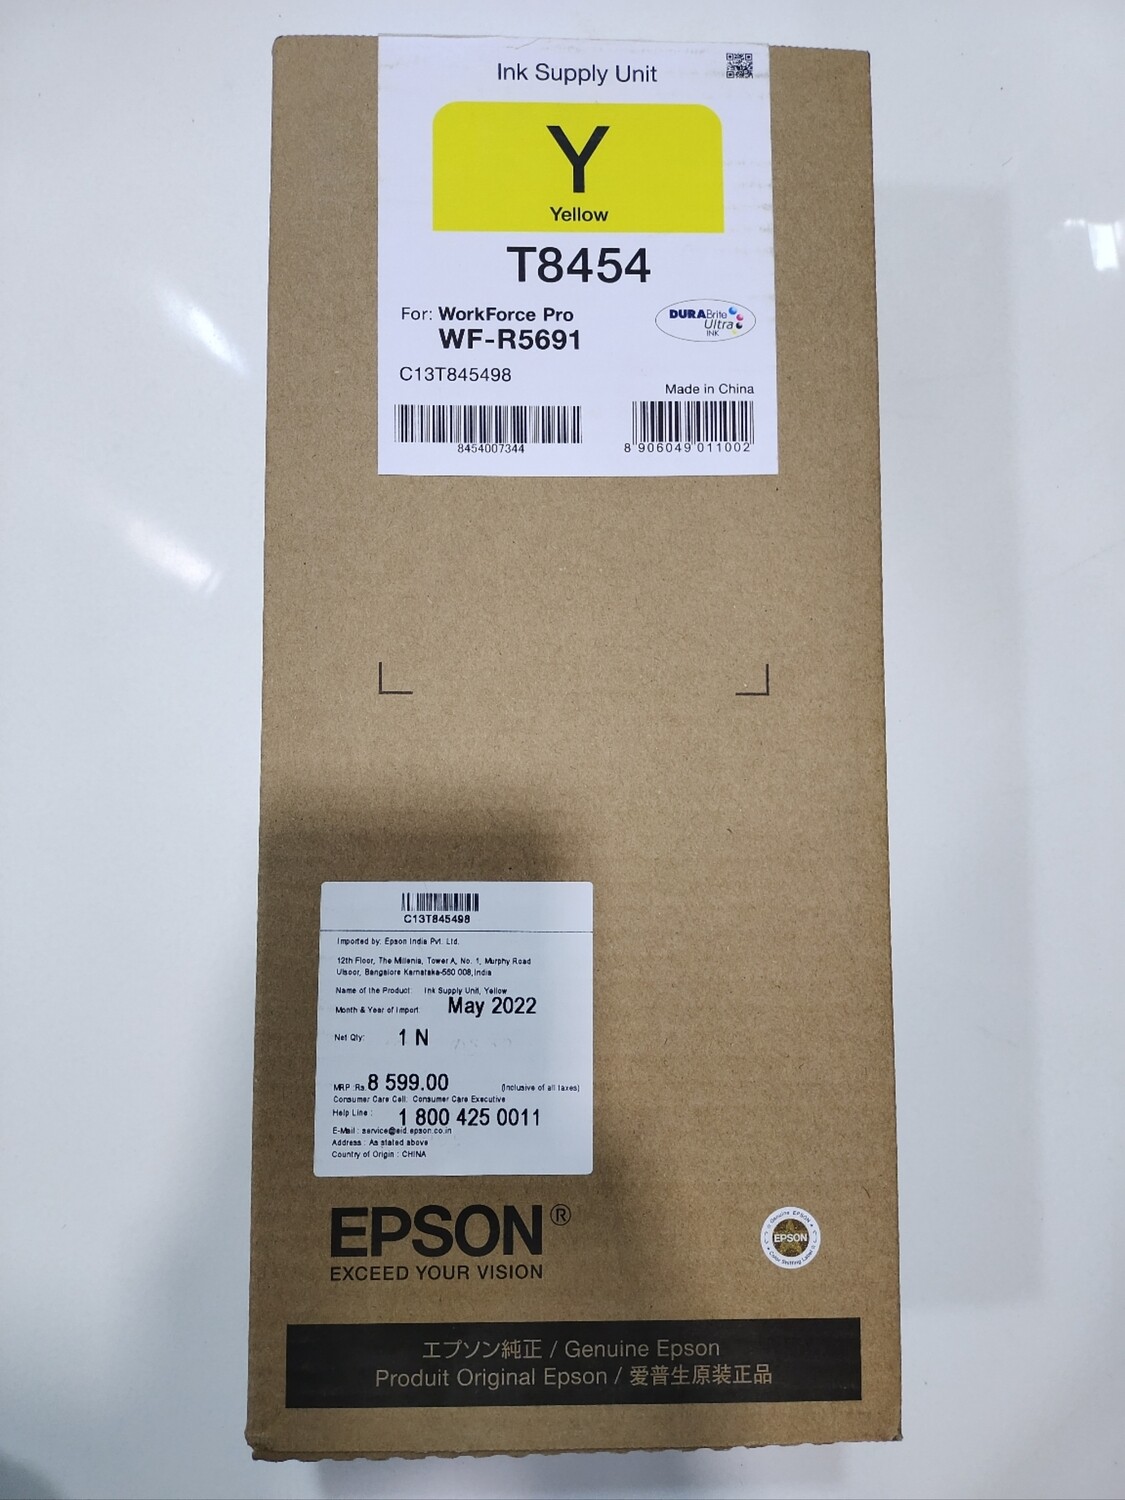 Ink Supply Unit
Y
Yellow
T8454
For: WorkForce Pro
WF-R5691
DURABrite
Ultra
INK
C13T845498
Made in China
8454007344
8 906049 011002
C13T845498
Imported by: Epson India Pvt. Ltd.
12th Floor, The Millenia, Tower A, No. 1, Murphy Road
Ulsoor, Bangalore Karnataka-560 008,India
Name of the Product: Ink Supply Unit, Yellow
Month & Year of Import: May 2022
Net Qty: 1 N
MRP :Rs. 8 599.00 (Inclusive of all taxes)
Consumer Care Cell: Consumer Care Executive
Help Line : 1 800 425 0011
E-Mail : service@eid.epson.co.in
Address : As stated above
Country of Origin : CHINA
EPSON®
EXCEED YOUR VISION
Genuine EPSON
EPSON
Color Shifting Label
エプソン純正 / Genuine Epson
Produit Original Epson / 爱普生原装正品